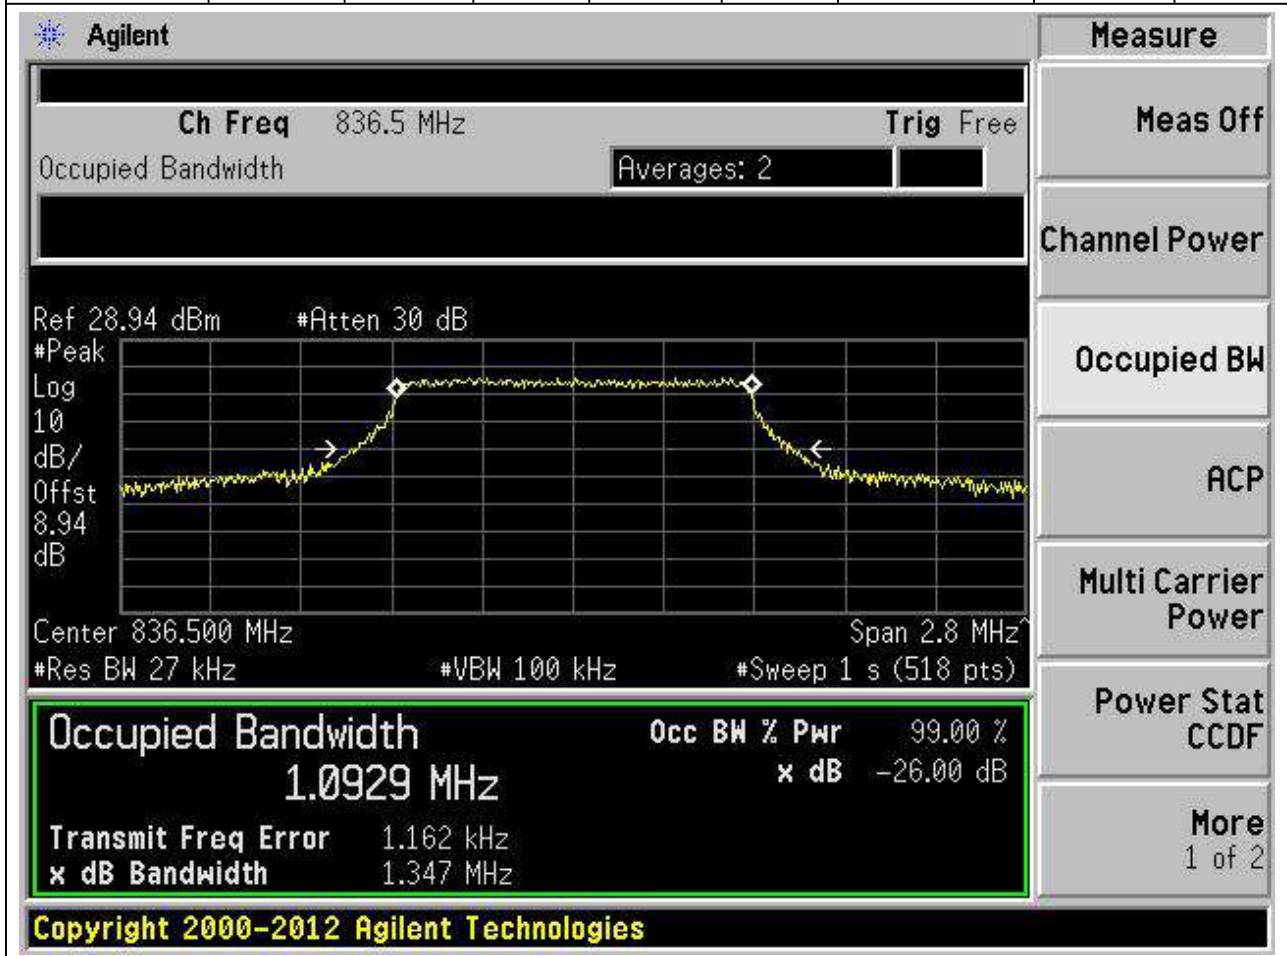 Agilent
Measure
Ch Freq 836.5 MHz Trig Free
Occupied Bandwidth Averages: 2
Meas Off
Channel Power
Occupied BW
ACP
Multi Carrier
Power
Power Stat
CCDF
More
1 of 2
Ref 28.94 dBm #Atten 30 dB
#Peak
Log
10
dB/
Offst
8.94
dB
Center 836.500 MHz Span 2.8 MHz^
#Res BW 27 kHz #VBW 100 kHz #Sweep 1 s (518 pts)
Occupied Bandwidth Occ BW % Pwr 99.00 %
1.0929 MHz x dB -26.00 dB
Transmit Freq Error 1.162 kHz
x dB Bandwidth 1.347 MHz
Copyright 2000-2012 Agilent Technologies